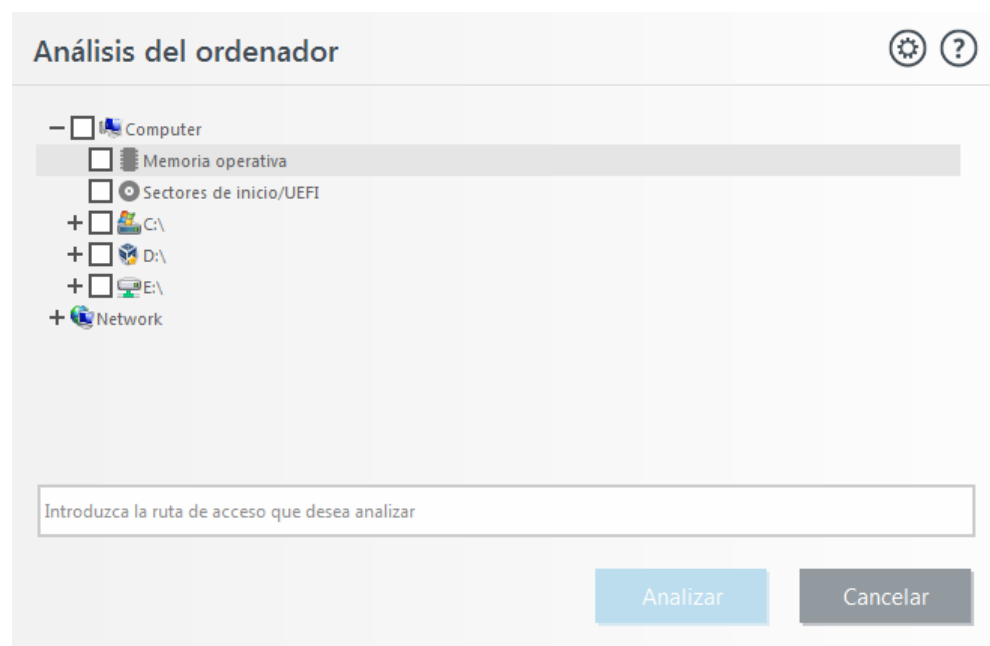 Análisis del ordenador
?
Computer
Memoria operativa
Sectores de inicio/UEFI
C:\
D:\
E:\
Network
Introduzca la ruta de acceso que desea analizar
Analizar
Cancelar